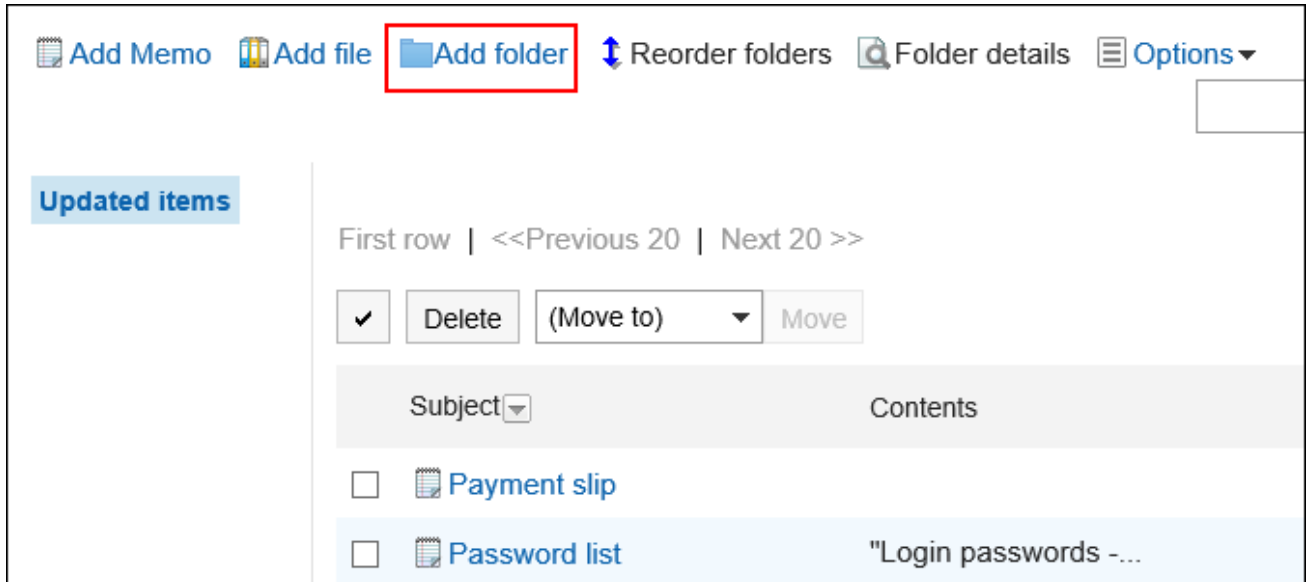 Add Memo Add file Add folder Reorder folders Folder details Options
Updated items
First row | <<Previous 20 | Next 20 >>
Delete (Move to) Move
Subject Contents
Payment slip
Password list "Login passwords -...